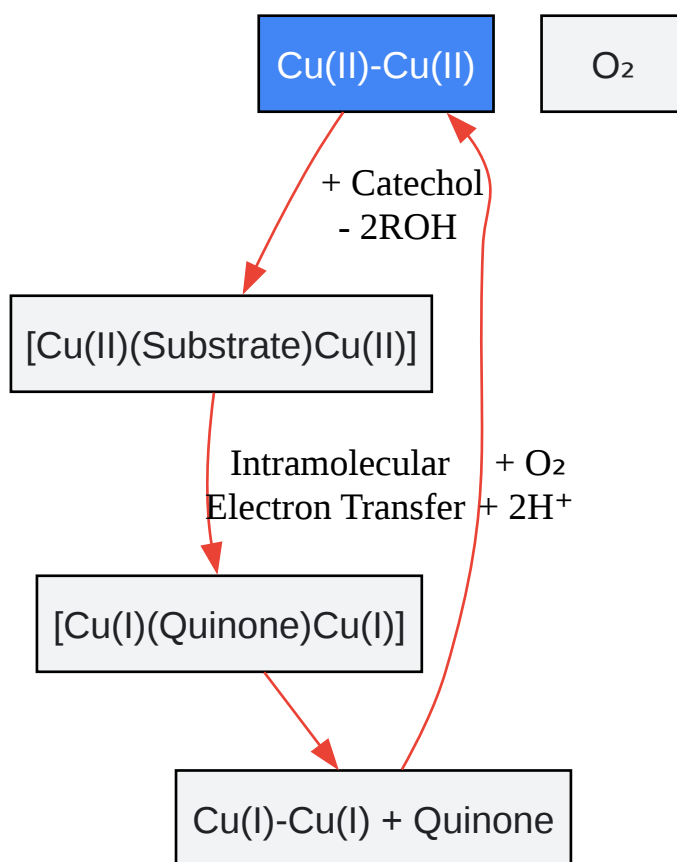 Cu(II)-Cu(II)
O₂
+ Catechol
- 2ROH
[Cu(II)(Substrate)Cu(II)]
Intramolecular
Electron Transfer
+ O₂
+ 2H⁺
[Cu(I)(Quinone)Cu(I)]
Cu(I)-Cu(I) + Quinone